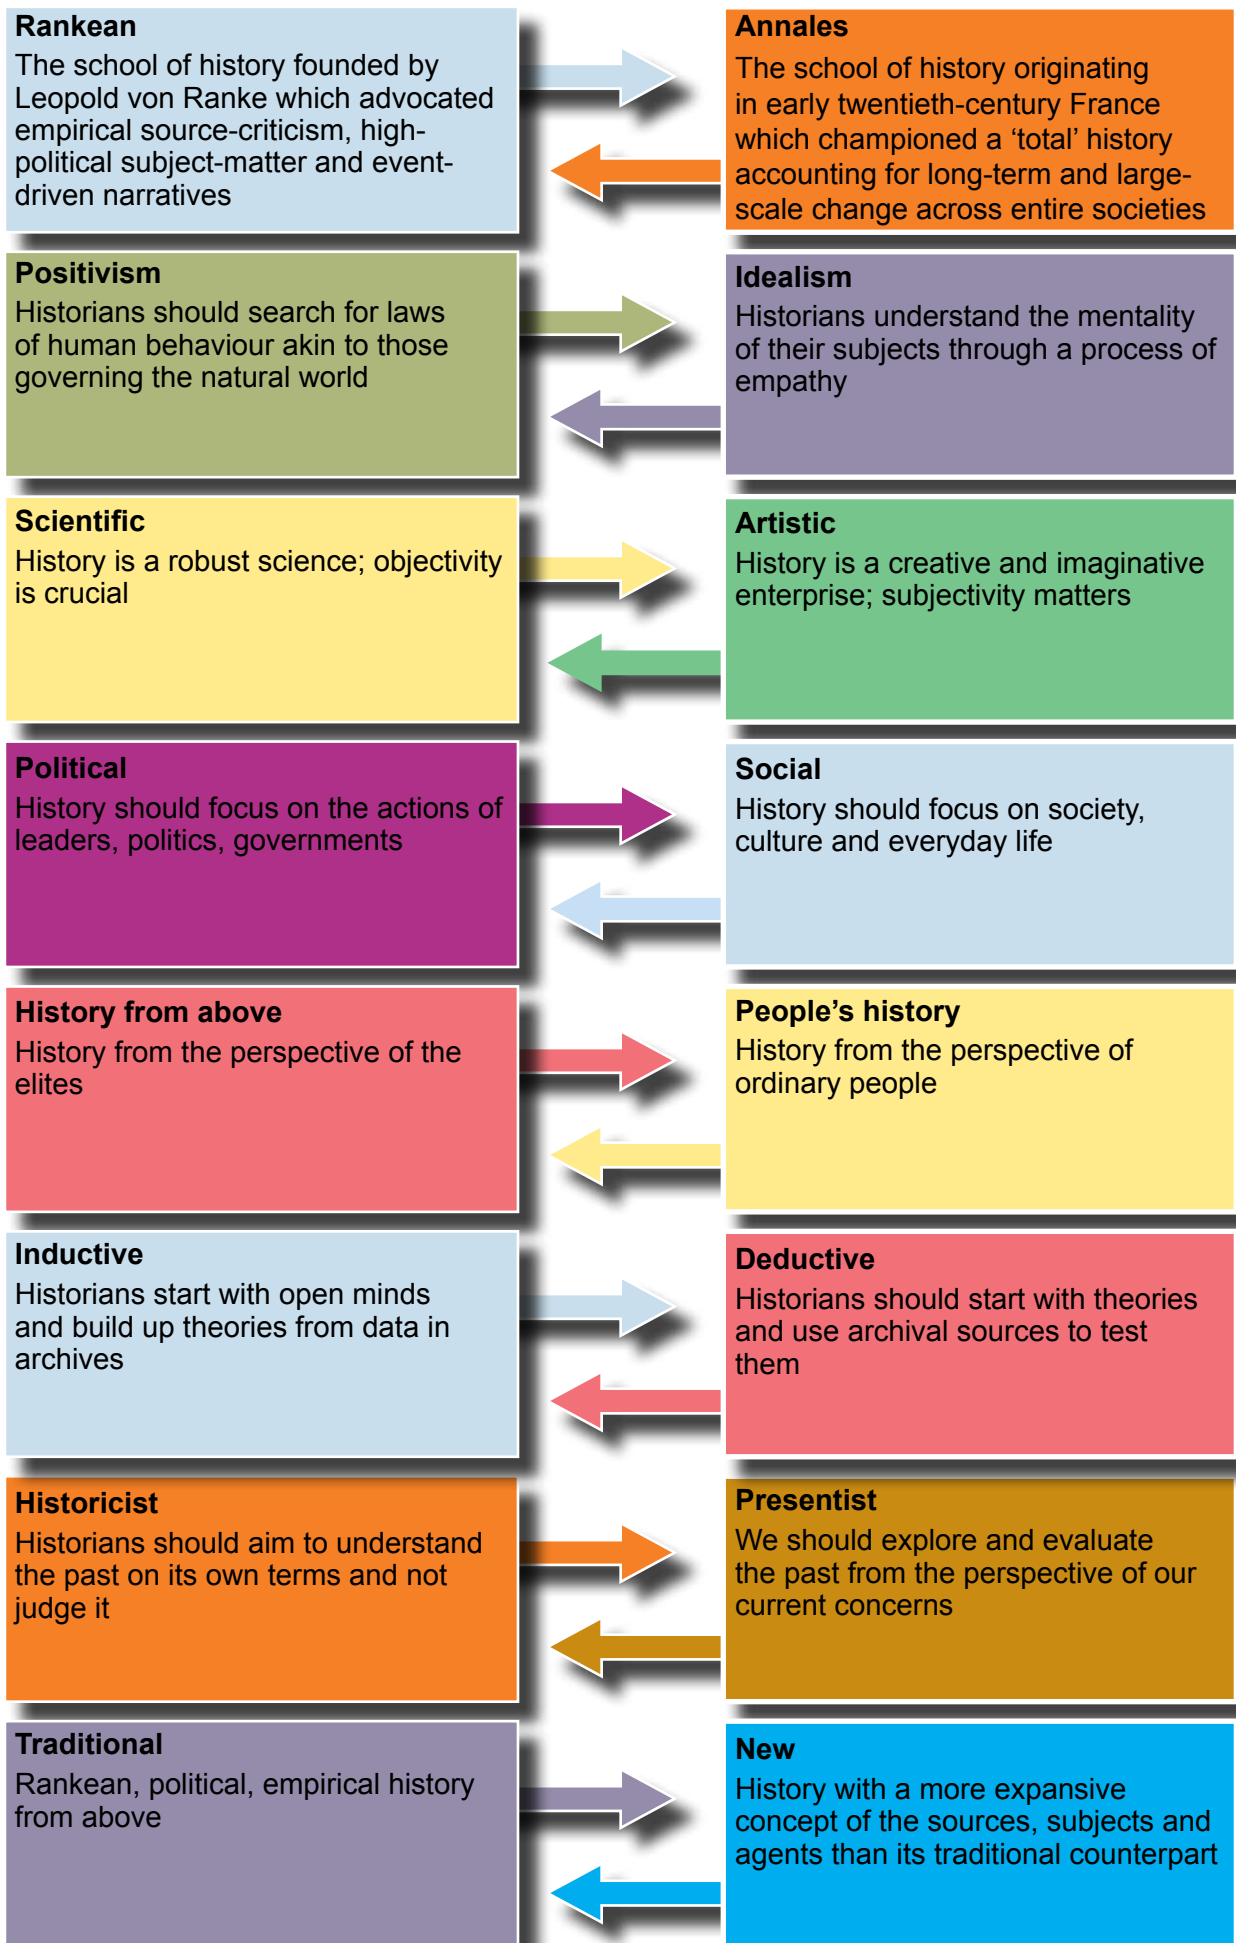 Rankean
The school of history founded by
Leopold von Ranke which advocated
empirical source-criticism, high-
political subject-matter and event-
driven narratives
Annales
The school of history originating
in early twentieth-century France
which championed a ‘total’ history
accounting for long-term and large-
scale change across entire societies
Positivism
Historians should search for laws
of human behaviour akin to those
governing the natural world
Idealism
Historians understand the mentality
of their subjects through a process of
empathy
Scientific
History is a robust science; objectivity
is crucial
Artistic
History is a creative and imaginative
enterprise; subjectivity matters
Political
History should focus on the actions of
leaders, politics, governments
Social
History should focus on society,
culture and everyday life
History from above
History from the perspective of the
elites
People’s history
History from the perspective of
ordinary people
Inductive
Historians start with open minds
and build up theories from data in
archives
Deductive
Historians should start with theories
and use archival sources to test
them
Historicist
Historians should aim to understand
the past on its own terms and not
judge it
Presentist
We should explore and evaluate
the past from the perspective of our
current concerns
Traditional
Rankean, political, empirical history
from above
New
History with a more expansive
concept of the sources, subjects and
agents than its traditional counterpart